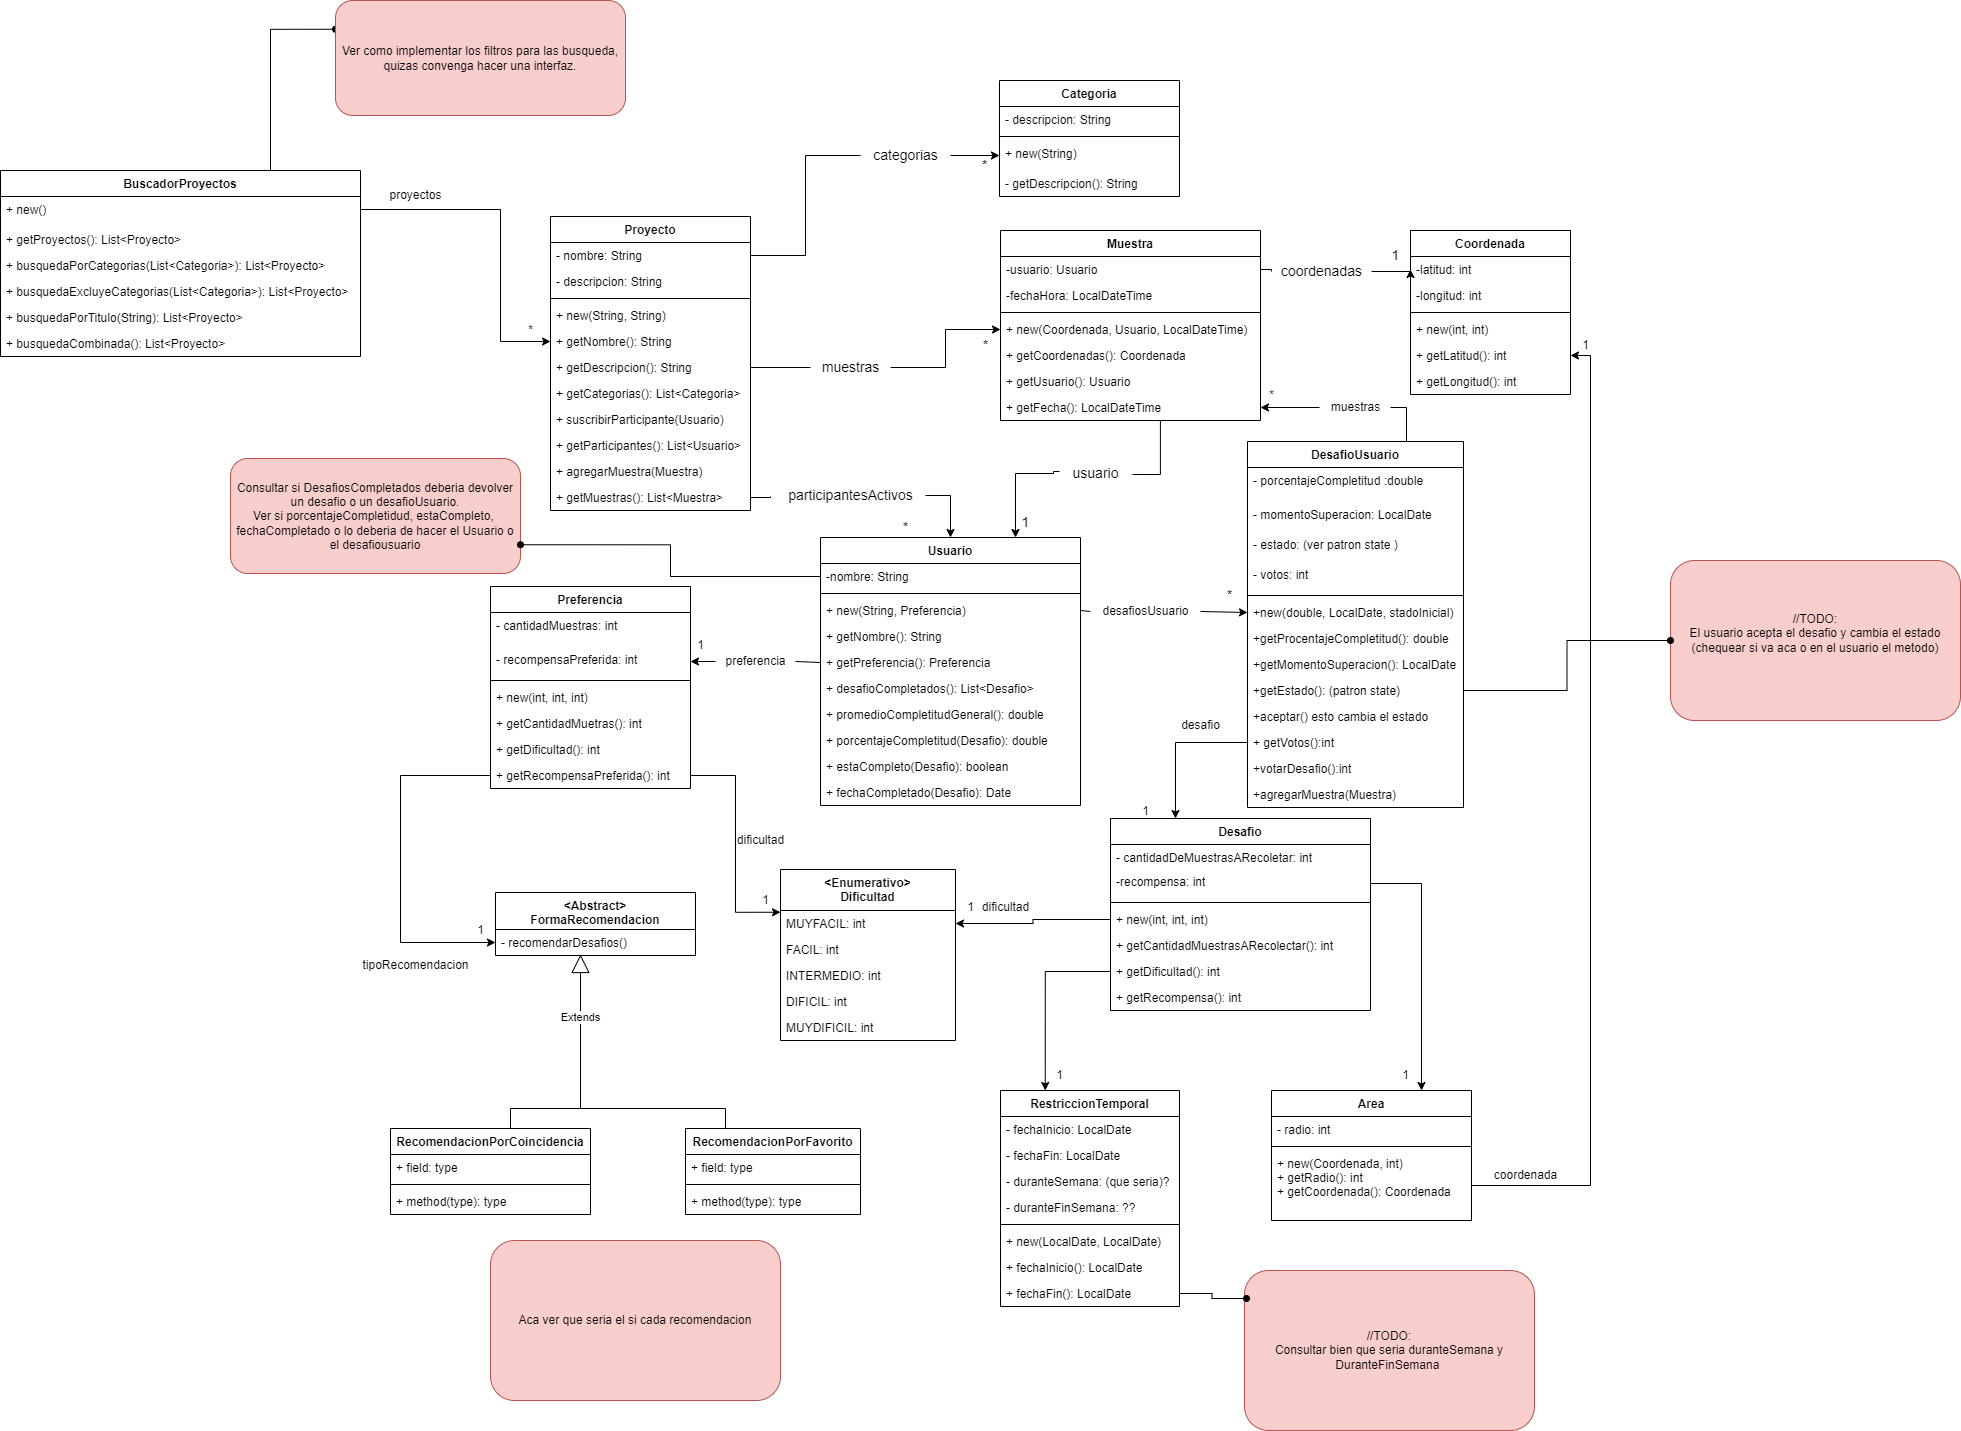 Ver como implementar los filtros para las busqueda,
quizas convenga hacer una interfaz.
BuscadorProyectos
+ new()
+ getProyectos(): List<Proyecto>
+ busquedaPorCategorias(List<Categoria>): List<Proyecto>
+ busquedaExcluyeCategorias(List<Categoria>): List<Proyecto>
+ busquedaPorTitulo(String): List<Proyecto>
+ busquedaCombinada(): List<Proyecto>
proyectos
*
Proyecto
- nombre: String
- descripcion: String
+ new(String, String)
+ getNombre(): String
+ getDescripcion(): String
+ getCategorias(): List<Categoria>
+ suscribirParticipante(Usuario)
+ getParticipantes(): List<Usuario>
+ agregarMuestra(Muestra)
+ getMuestras(): List<Muestra>
categorias
*
Categoria
- descripcion: String
+ new(String)
- getDescripcion(): String
muestras
*
Muestra
-usuario: Usuario
-fechaHora: LocalDateTime
+ new(Coordenada, Usuario, LocalDateTime)
+ getCoordenadas(): Coordenada
+ getUsuario(): Usuario
+ getFecha(): LocalDateTime
coordenadas
1
Coordenada
-latitud: int
-longitud: int
+ new(int, int)
+ getLatitud(): int
+ getLongitud(): int
1
muestras
*
usuario
1
participantesActivos
*
Consultar si DesafiosCompletados deberia devolver
un desafio o un desafioUsuario.
Ver si porcentajeCompletidud, estaCompleto,
fechaCompletado o lo deberia de hacer el Usuario o
el desafiousuario
Usuario
-nombre: String
+ new(String, Preferencia)
+ getNombre(): String
+ getPreferencia(): Preferencia
+ desafioCompletados(): List<Desafio>
+ promedioCompletitudGeneral(): double
+ porcentajeCompletitud(Desafio): double
+ estaCompleto(Desafio): boolean
+ fechaCompletado(Desafio): Date
desafiosUsuario
*
DesafioUsuario
- porcentajeCompletitud :double
- momentoSuperacion: LocalDate
- estado: (ver patron state )
- votos: int
+new(double, LocalDate, stadoInicial)
+getProcentajeCompletitud(): double
+getMomentoSuperacion(): LocalDate
+getEstado(): (patron state)
+aceptar() esto cambia el estado
+ getVotos():int
+votarDesafio():int
+agregarMuestra(Muestra)
//TODO:
El usuario acepta el desafio y cambia el estado
(chequear si va aca o en el usuario el metodo)
preferencia
1
Preferencia
- cantidadMuestras: int
- recompensaPreferida: int
+ new(int, int, int)
+ getCantidadMuetras(): int
+ getDificultad(): int
+ getRecompensaPreferida(): int
desafio
1
Desafio
- cantidadDeMuestrasARecoletar: int
-recompensa: int
+ new(int, int, int)
+ getCantidadMuestrasARecolectar(): int
+ getDificultad(): int
+ getRecompensa(): int
dificultad
1
<Enumerativo>
Dificultad
MUYFACIL: int
FACIL: int
INTERMEDIO: int
DIFICIL: int
MUYDIFICIL: int
1 dificultad
<Abstract>
FormaRecomendacion
- recomendarDesafios()
1
tipoRecomendacion
Extends
RecomendacionPorCoincidencia
+ field: type
+ method(type): type
RecomendacionPorFavorito
+ field: type
+ method(type): type
Aca ver que seria el si cada recomendacion
1
RestriccionTemporal
- fechaInicio: LocalDate
- fechaFin: LocalDate
- duranteSemana: (que seria)?
- duranteFinSemana: ??
+ new(LocalDate, LocalDate)
+ fechaInicio(): LocalDate
+ fechaFin(): LocalDate
1
Area
- radio: int
+ new(Coordenada, int)
+ getRadio(): int
+ getCoordenada(): Coordenada
coordenada
//TODO:
Consultar bien que seria duranteSemana y
DuranteFinSemana